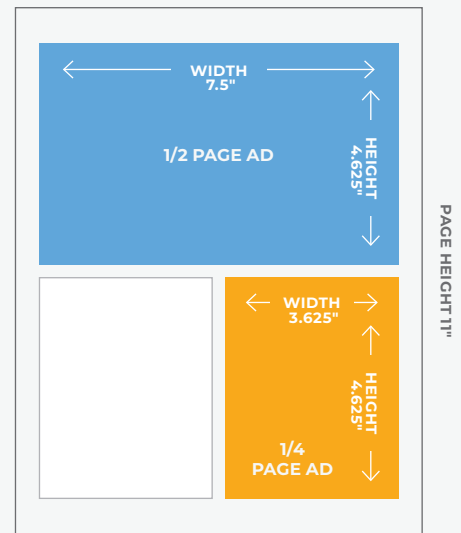 WIDTH
7.5"
1/2 PAGE AD
HEIGHT
4.625"
WIDTH
3.625"
HEIGHT
4.625"
1/4
PAGE AD
PAGE HEIGHT 11"